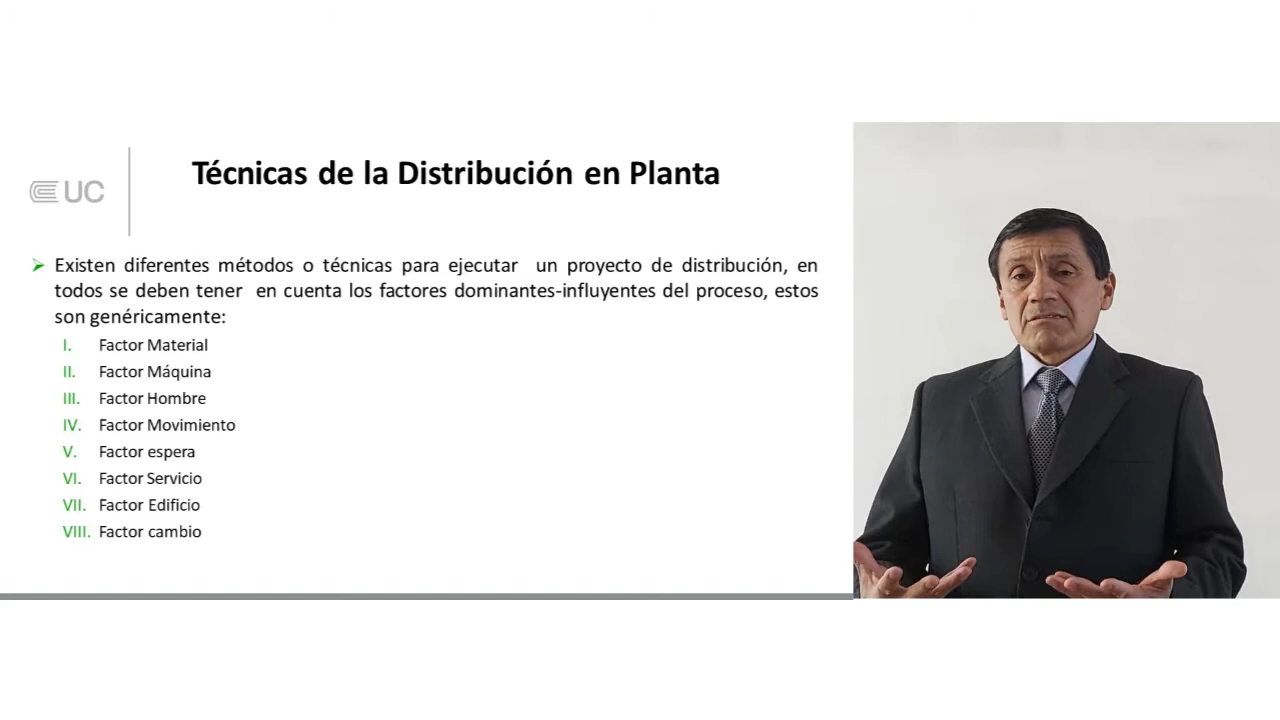 UC
Técnicas de la Distribución en Planta
Existen diferentes métodos o técnicas para ejecutar un proyecto de distribución, en
todos se deben tener en cuenta los factores dominantes-influyentes del proceso, estos
son genéricamente:
I. Factor Material
II. Factor Máquina
III. Factor Hombre
IV. Factor Movimiento
V. Factor espera
VI. Factor Servicio
VII. Factor Edificio
VIII. Factor cambio